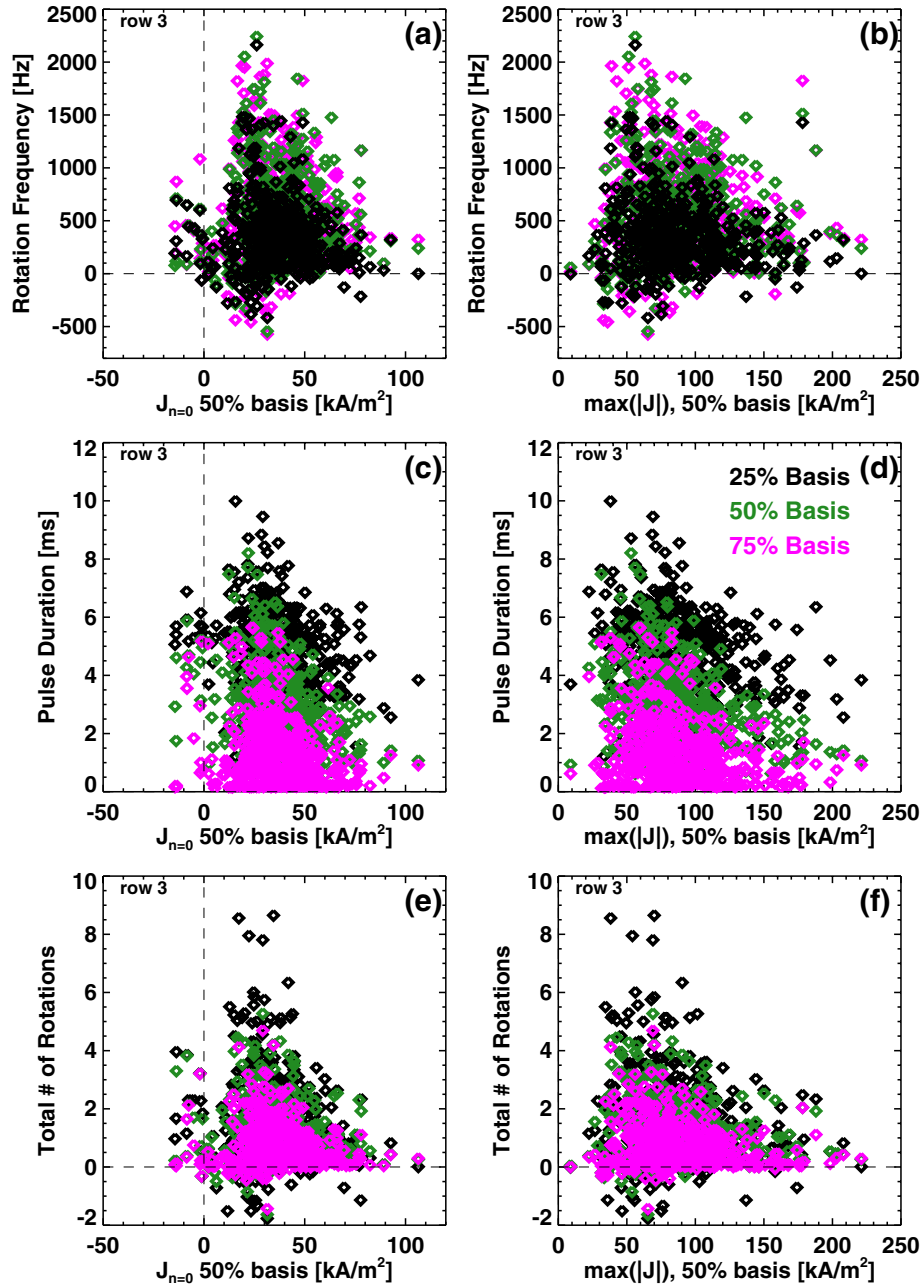 row 3
(a)
Rotation Frequency [Hz]
2500
2000
1500
1000
500
0
-500
-50
0
50
100
J_{n=0} 50% basis [kA/m²]
row 3
(b)
Rotation Frequency [Hz]
2500
2000
1500
1000
500
0
-500
0
50
100
150
200
250
max(|J|), 50% basis [kA/m²]
row 3
(c)
Pulse Duration [ms]
12
10
8
6
4
2
0
-50
0
50
100
J_{n=0} 50% basis [kA/m²]
row 3
(d)
25% Basis
50% Basis
75% Basis
Pulse Duration [ms]
12
10
8
6
4
2
0
0
50
100
150
200
250
max(|J|), 50% basis [kA/m²]
row 3
(e)
Total # of Rotations
10
8
6
4
2
0
-2
-50
0
50
100
J_{n=0} 50% basis [kA/m²]
row 3
(f)
Total # of Rotations
10
8
6
4
2
0
-2
0
50
100
150
200
250
max(|J|), 50% basis [kA/m²]